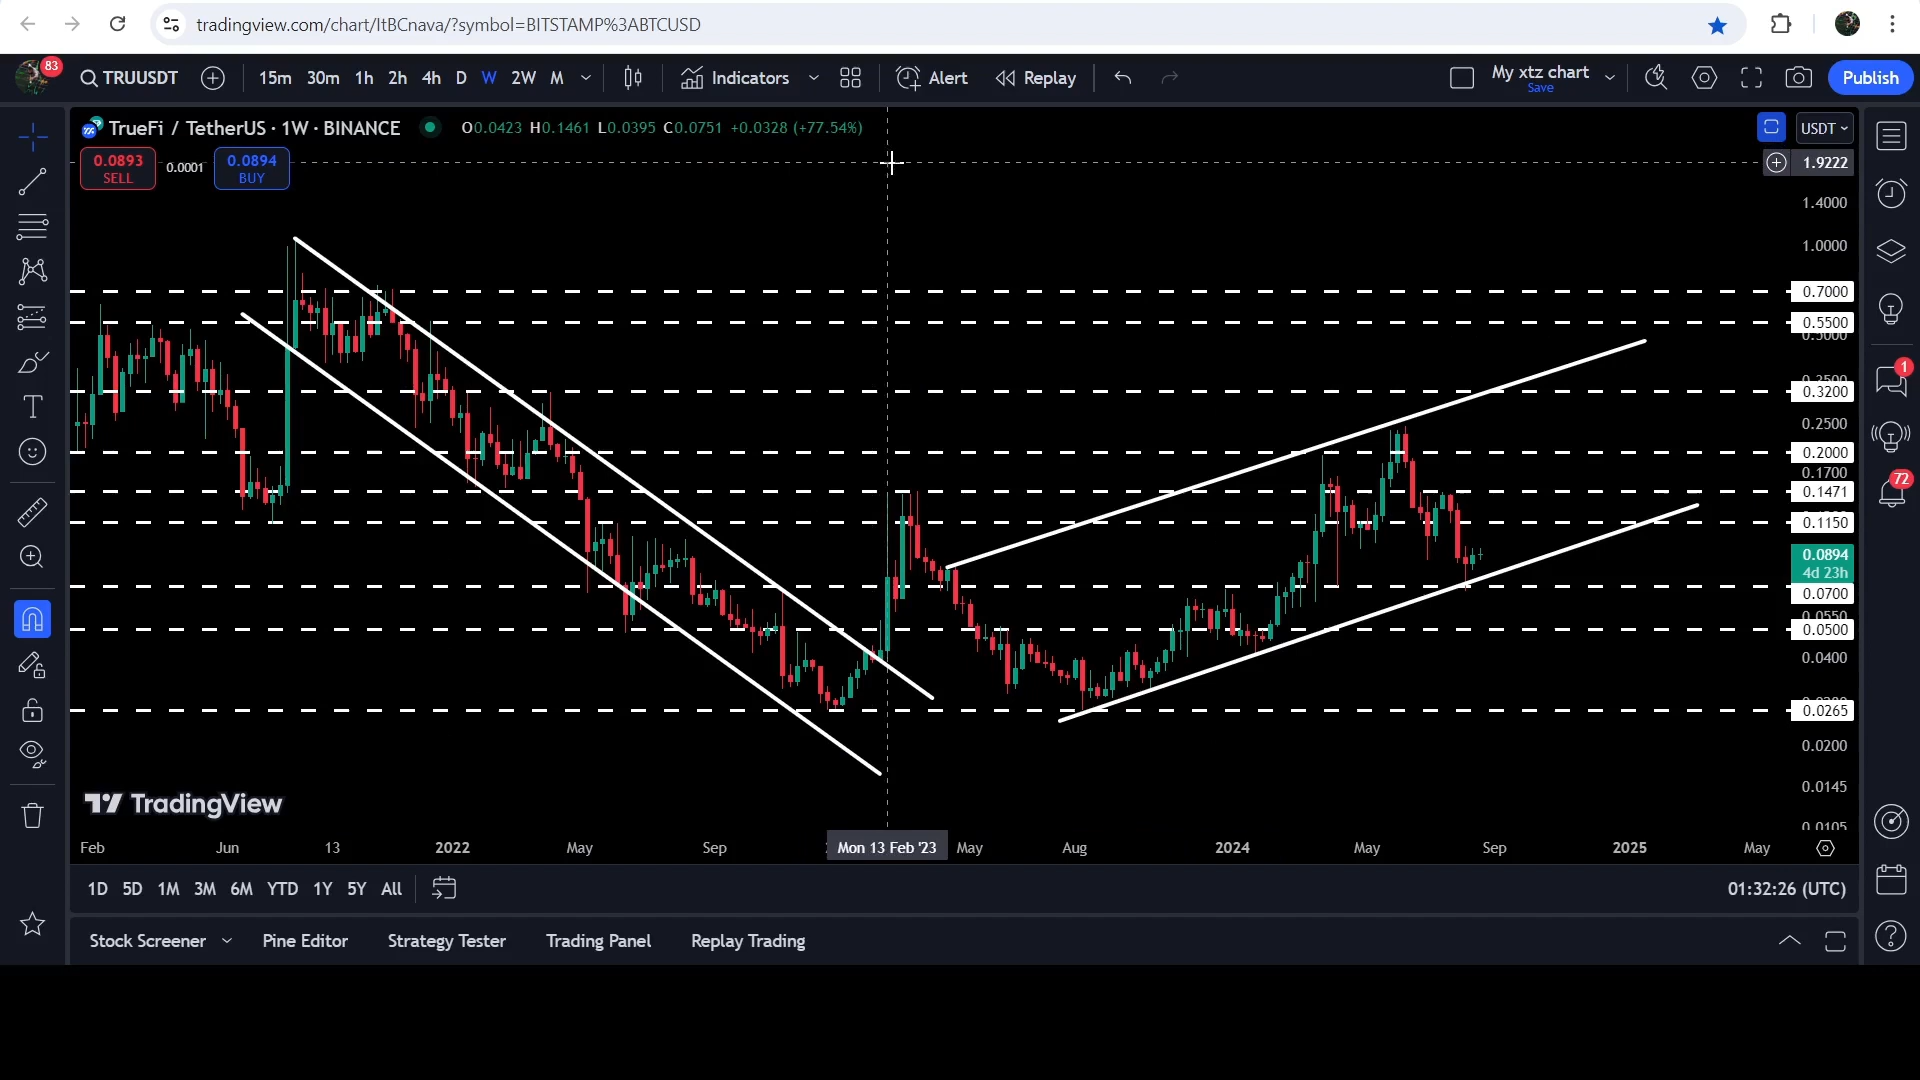 tradingview.com/chart/ItBCnava/?symbol=BITSTAMP%3ABTCUSD
83
TRUUSDT
15m 30m 1h 2h 4h D W 2W M
Indicators
Alert
Replay
My xtz chart
Save
Publish
TrueFi / TetherUS · 1W · BINANCE
O0.0423 H0.1461 L0.0395 C0.0751 +0.0328 (+77.54%)
USDT
0.0893
SELL
0.0001
0.0894
BUY
1.9222
1.4000
1.0000
0.7000
0.5500
0.3200
0.2500
0.2000
0.1700
0.1471
0.1150
0.0894
4d 23h
0.0700
0.0500
0.0400
0.0265
0.0200
0.0145
0.0105
1
72
TradingView
Feb Jun 13 2022 May Sep Mon 13 Feb '23 May Aug 2024 May Sep 2025 May
1D 5D 1M 3M 6M YTD 1Y 5Y All
01:32:26 (UTC)
Stock Screener
Pine Editor
Strategy Tester
Trading Panel
Replay Trading